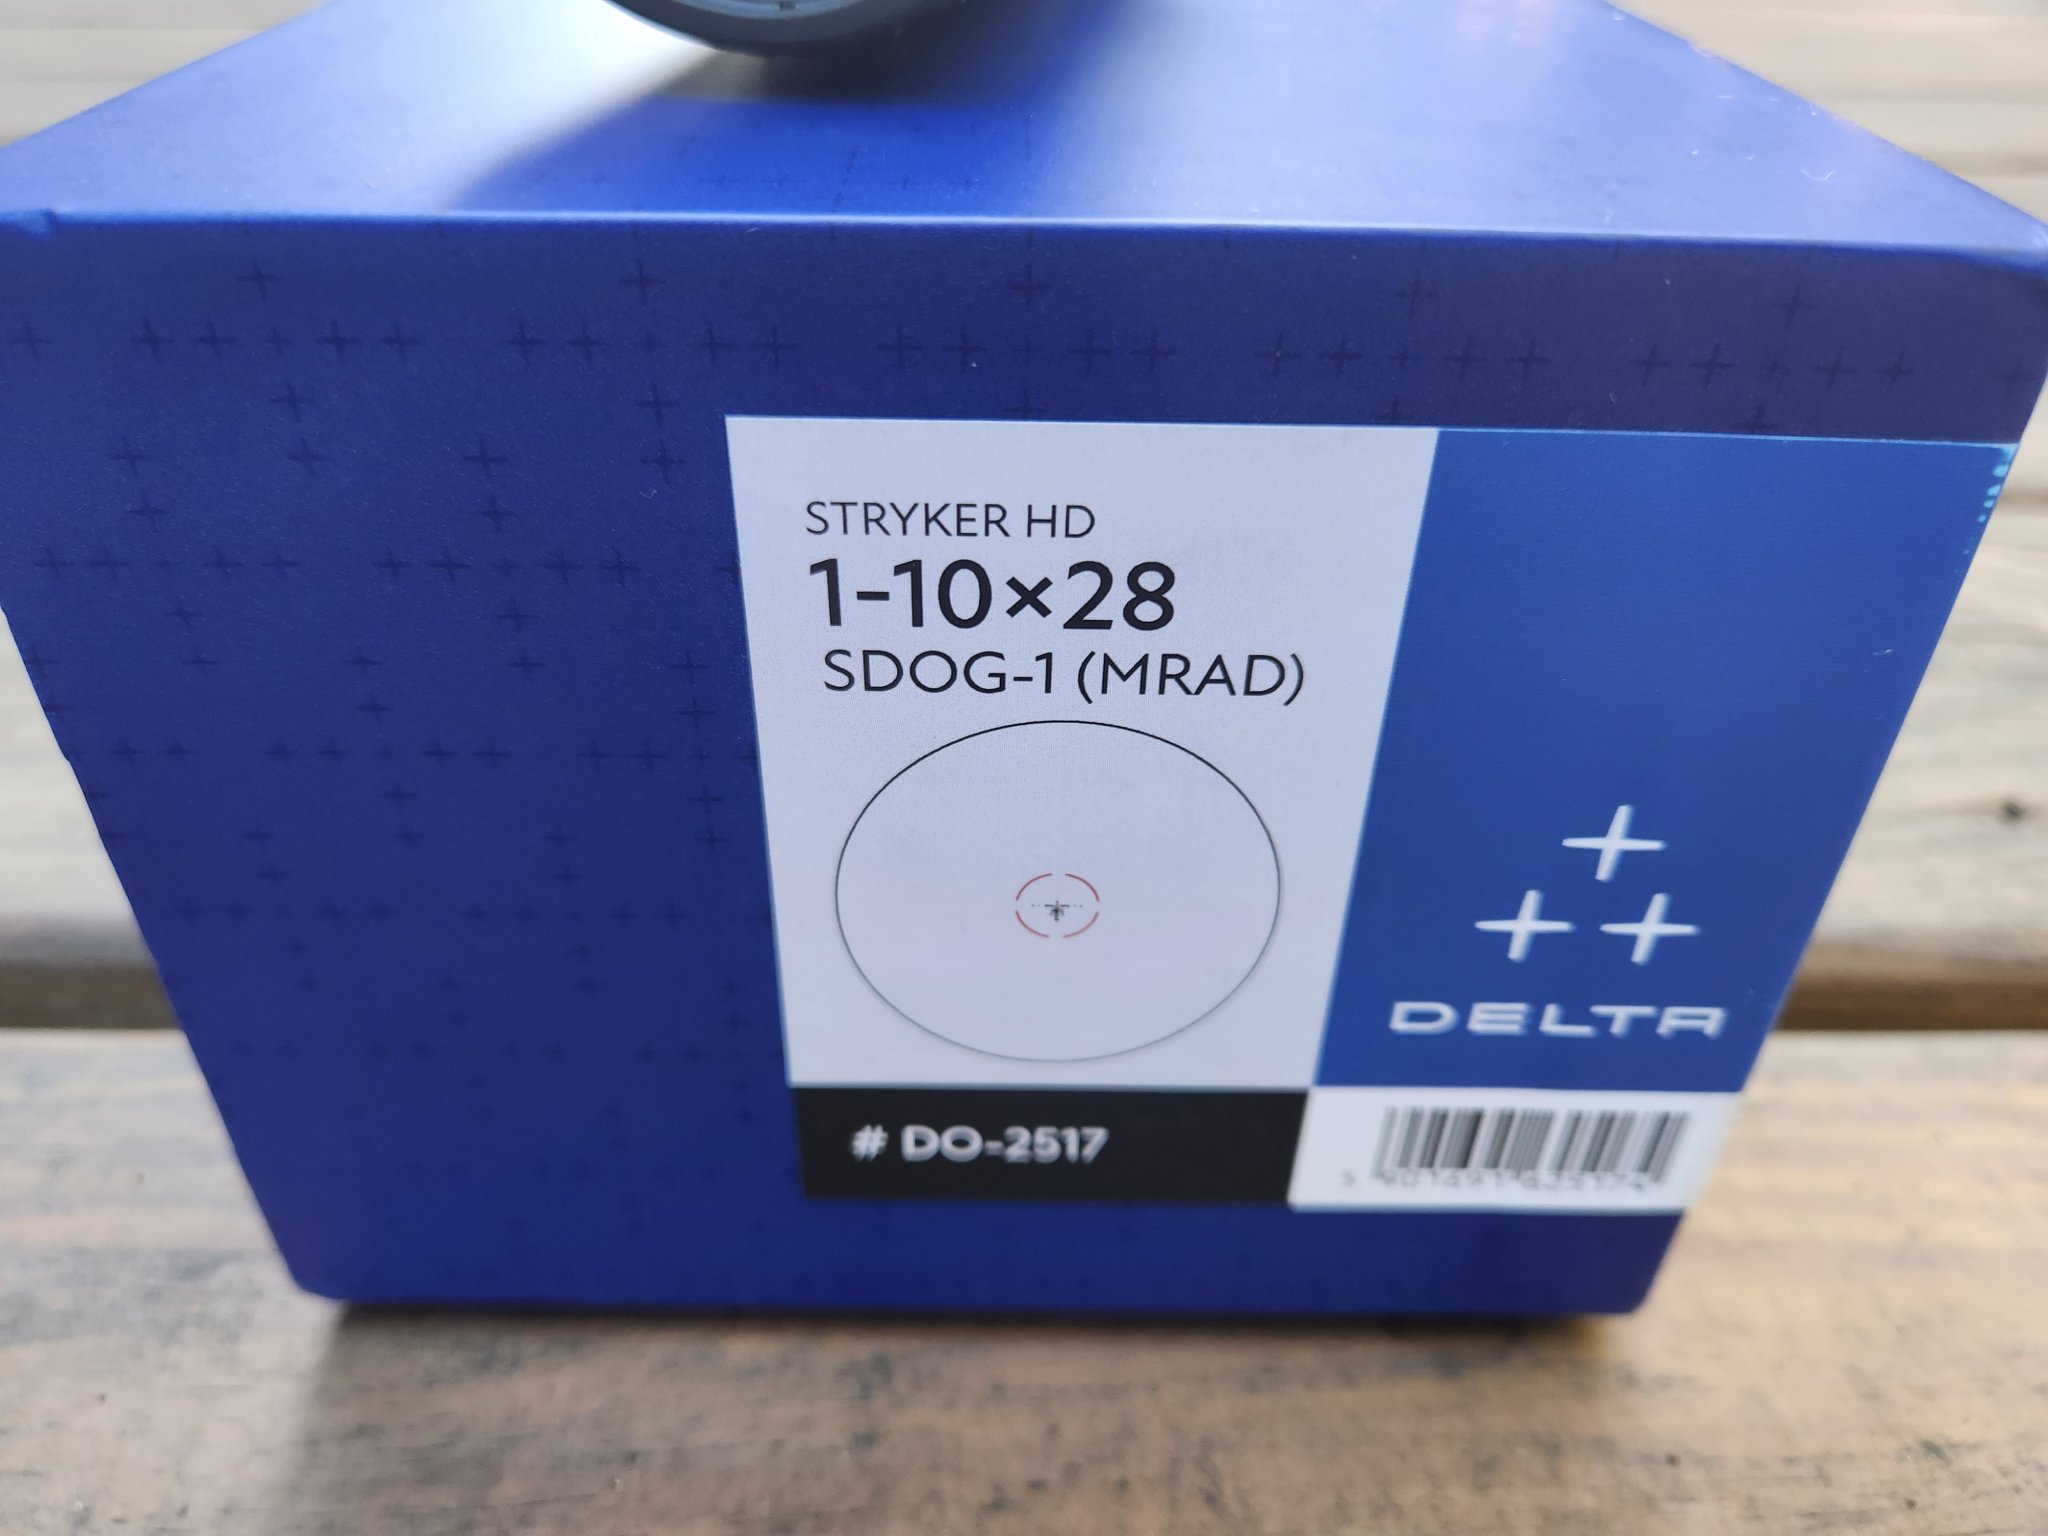 STRYKER HD
1-10×28
SDOG-1 (MRAD)
DELTA
# DO-2517